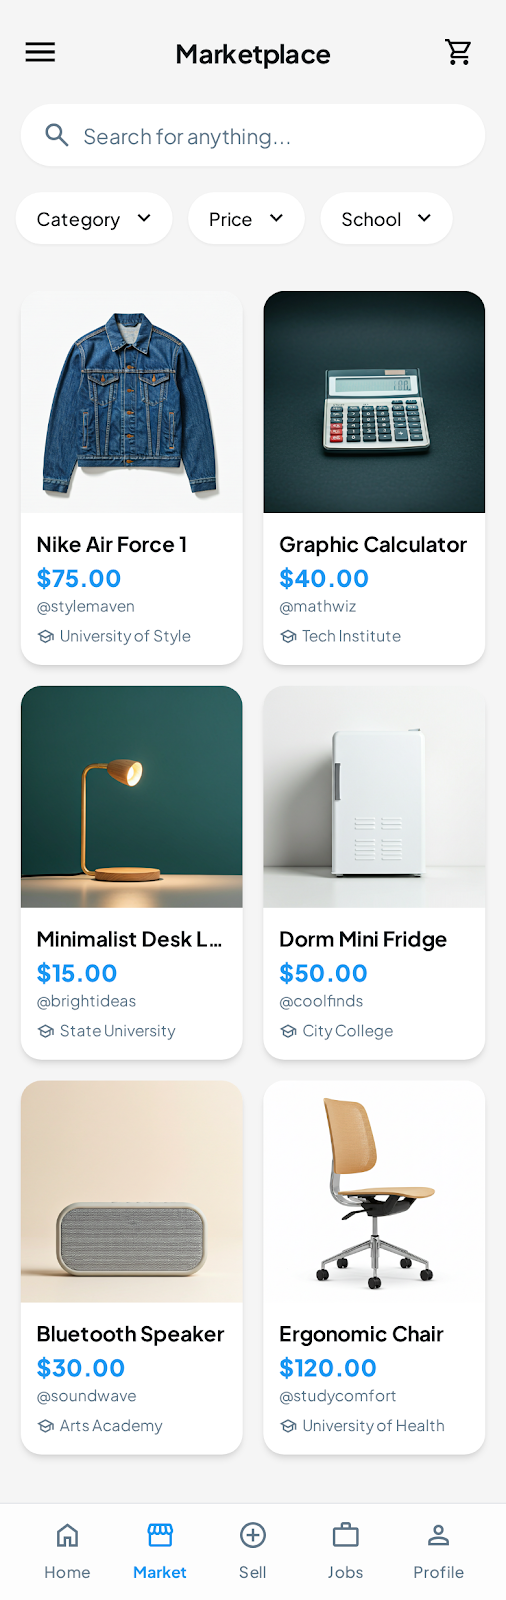 Marketplace
Search for anything...
Category
Price
School
Nike Air Force 1
$75.00
@stylemaven
University of Style
Graphic Calculator
$40.00
@mathwiz
Tech Institute
Minimalist Desk L...
$15.00
@brightideas
State University
Dorm Mini Fridge
$50.00
@coolfinds
City College
Bluetooth Speaker
$30.00
@soundwave
Arts Academy
Ergonomic Chair
$120.00
@studycomfort
University of Health
Home
Market
Sell
Jobs
Profile